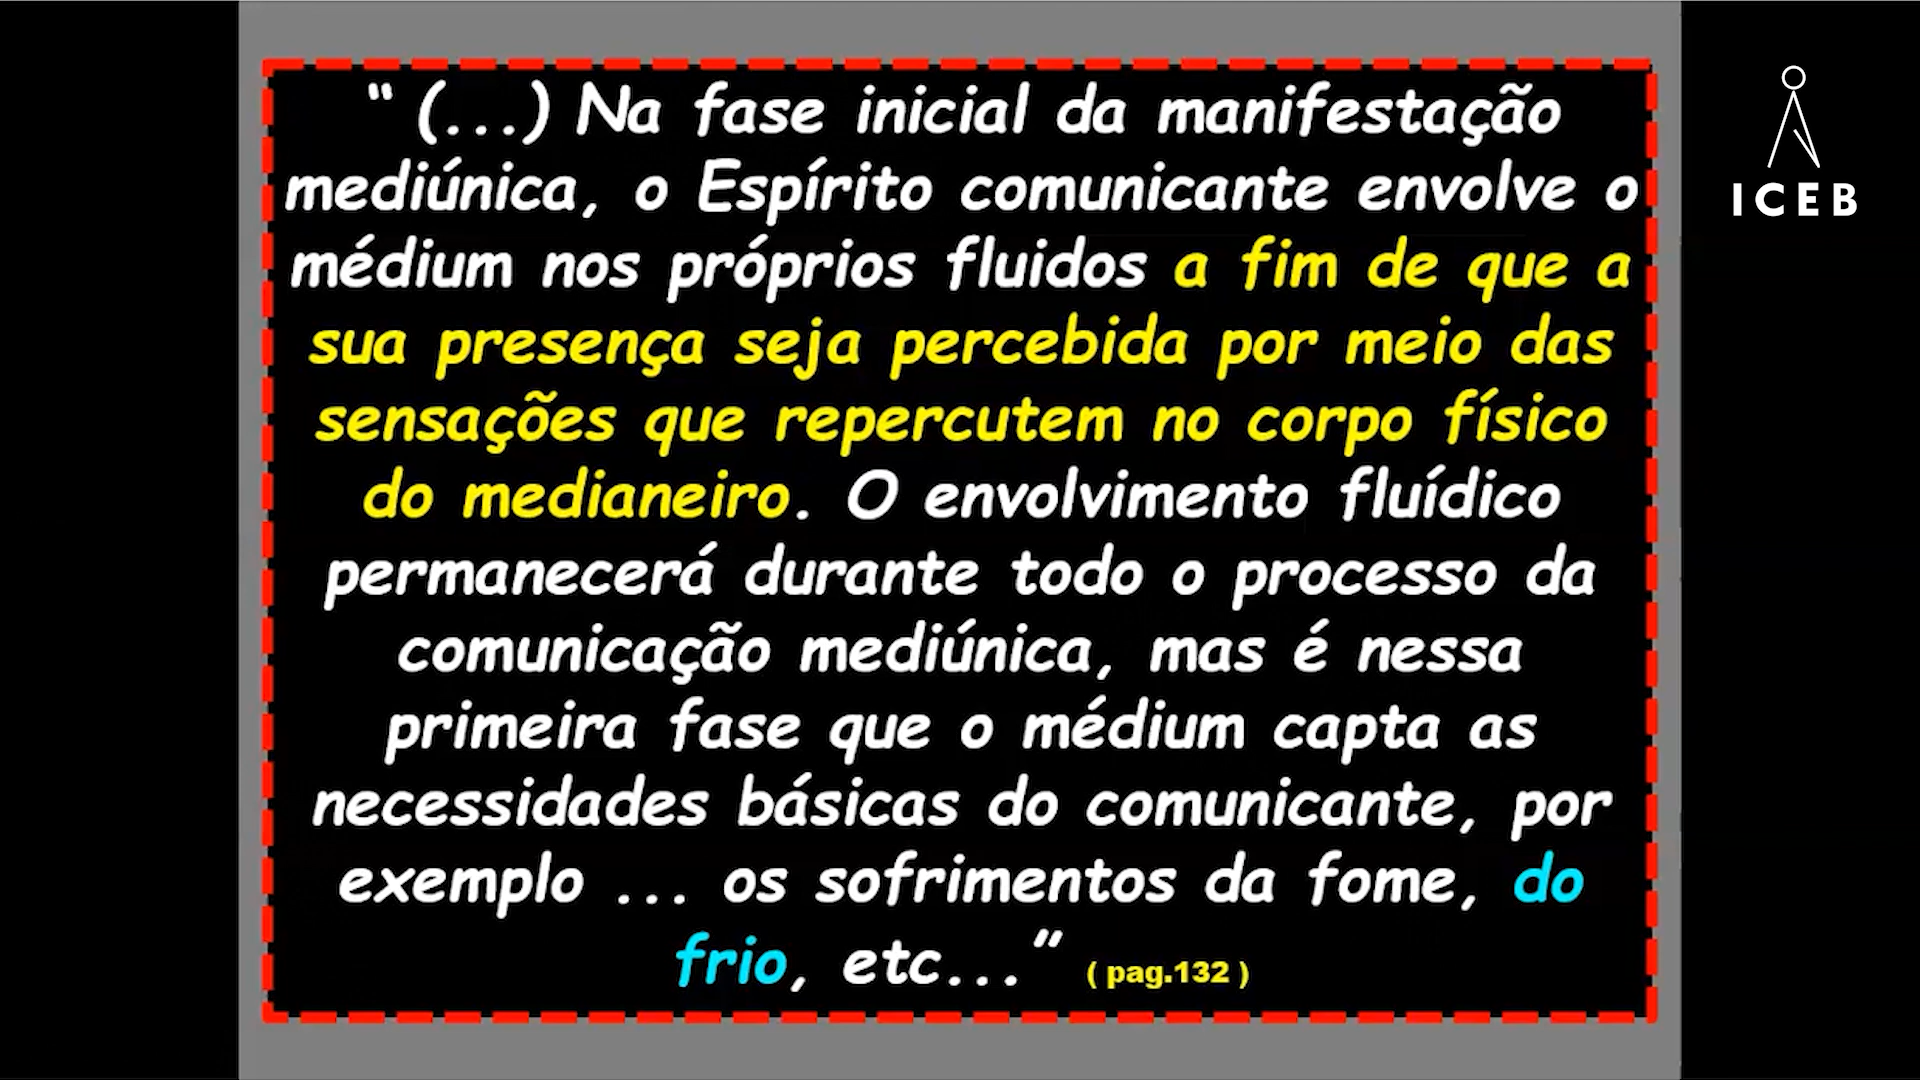 “ (...) Na fase inicial da manifestação
mediúnica, o Espírito comunicante envolve o
médium nos próprios fluidos a fim de que a
sua presença seja percebida por meio das
sensações que repercutem no corpo físico
do medianeiro. O envolvimento fluídico
permanecerá durante todo o processo da
comunicação mediúnica, mas é nessa
primeira fase que o médium capta as
necessidades básicas do comunicante, por
exemplo ... os sofrimentos da fome, do
frio, etc...” ( pag.132 )
ICEB